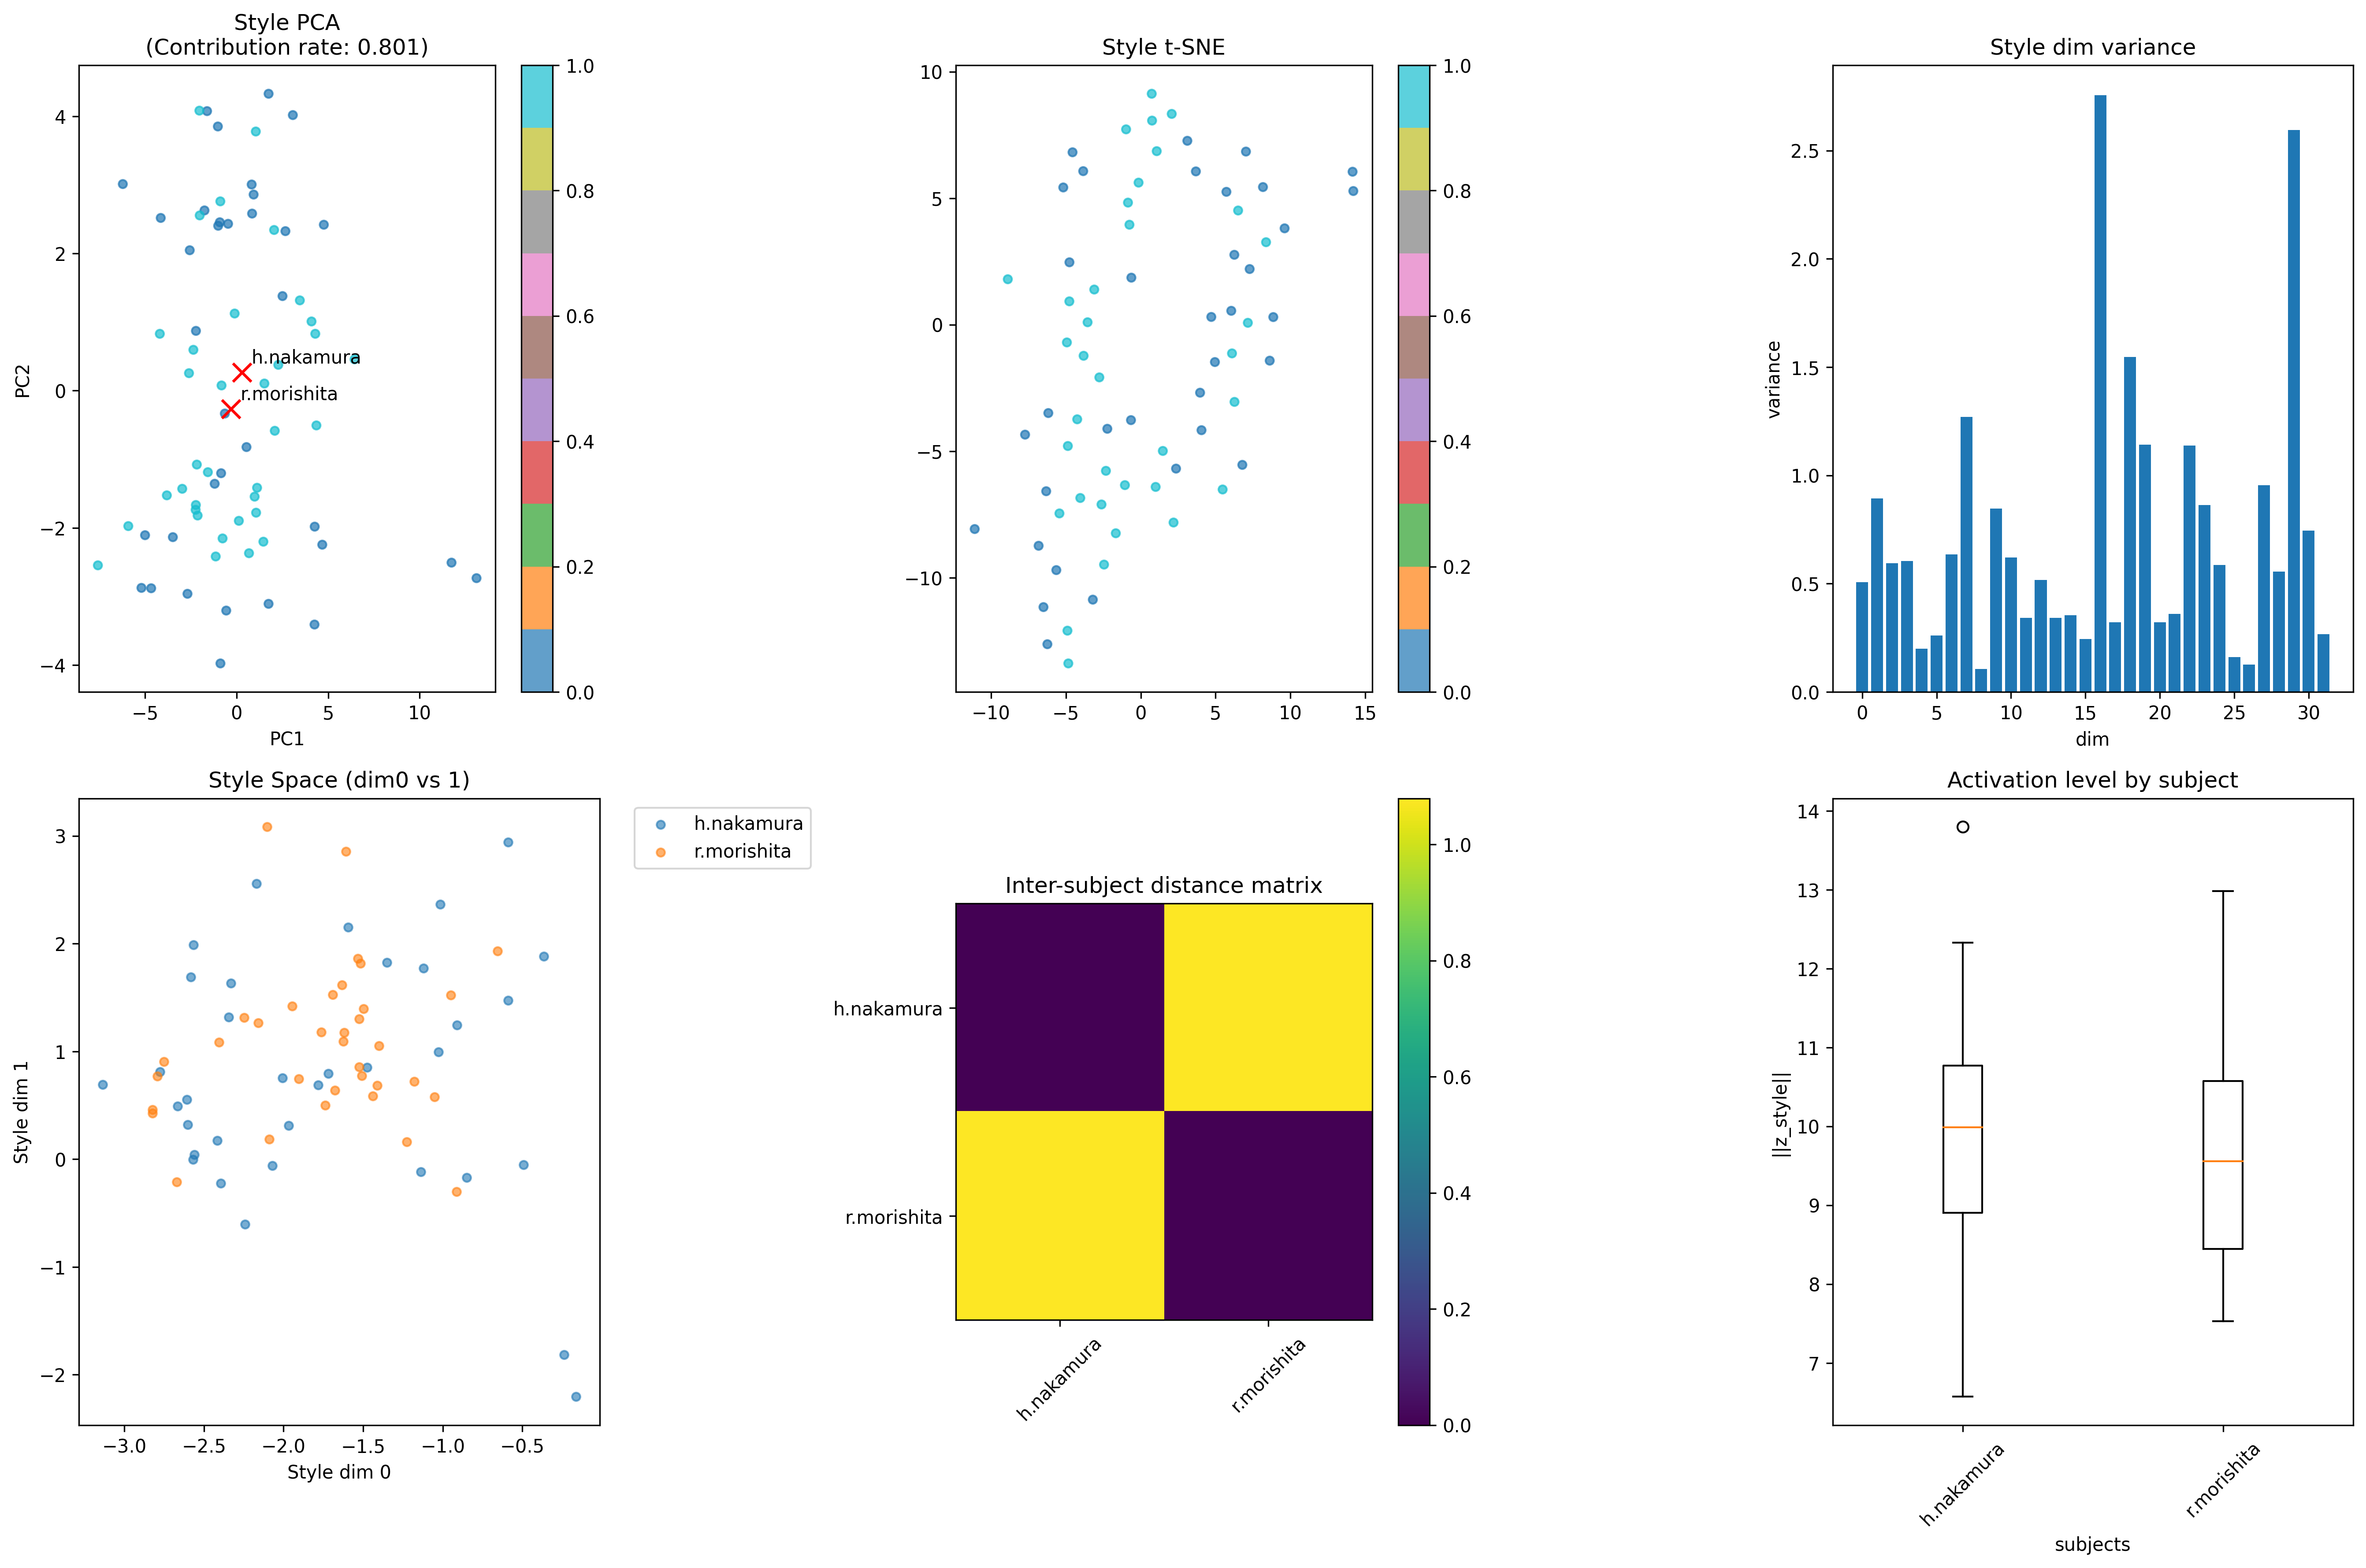 Style PCA
(Contribution rate: 0.801)
4
2
0
−2
−4
PC2
h.nakamura
r.morishita
−5
0
5
10
PC1
1.0
0.8
0.6
0.4
0.2
0.0
Style t-SNE
10
5
0
−5
−10
−10
−5
0
5
10
15
1.0
0.8
0.6
0.4
0.2
0.0
Style dim variance
2.5
2.0
1.5
1.0
0.5
0.0
variance
0
5
10
15
20
25
30
dim
Style Space (dim0 vs 1)
3
2
1
0
−1
−2
Style dim 1
−3.0
−2.5
−2.0
−1.5
−1.0
−0.5
Style dim 0
h.nakamura
r.morishita
Inter-subject distance matrix
h.nakamura
r.morishita
h.nakamura
r.morishita
1.0
0.8
0.6
0.4
0.2
0.0
Activation level by subject
14
13
12
11
10
9
8
7
||z_style||
h.nakamura
r.morishita
subjects